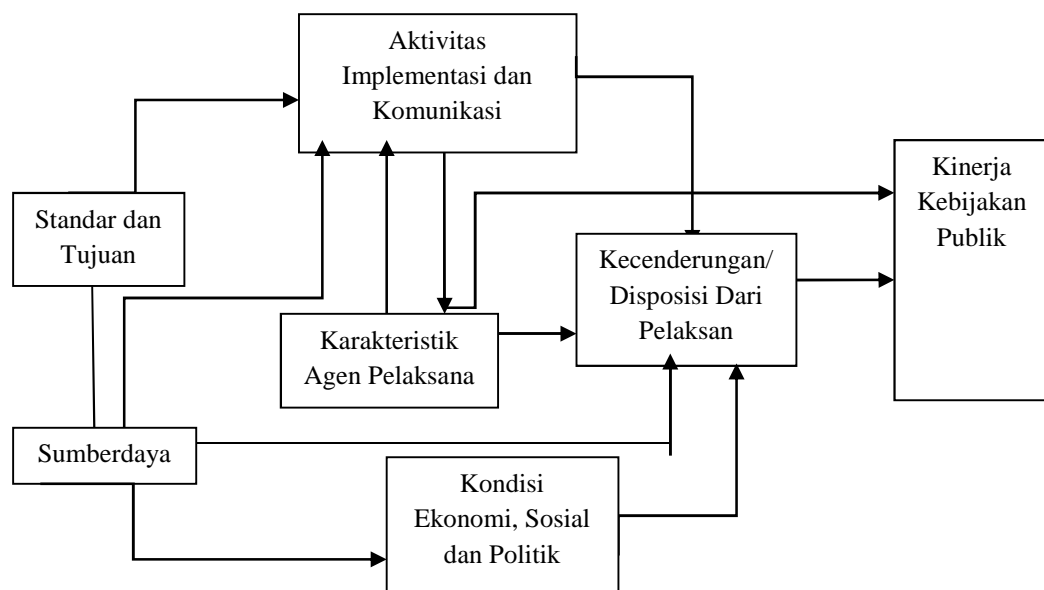 Aktivitas
Implementasi dan
Komunikasi
Kinerja
Kebijakan
Publik
Standar dan
Tujuan
Kecenderungan/
Disposisi Dari
Pelaksan
Karakteristik
Agen Pelaksana
Sumberdaya
Kondisi
Ekonomi, Sosial
dan Politik